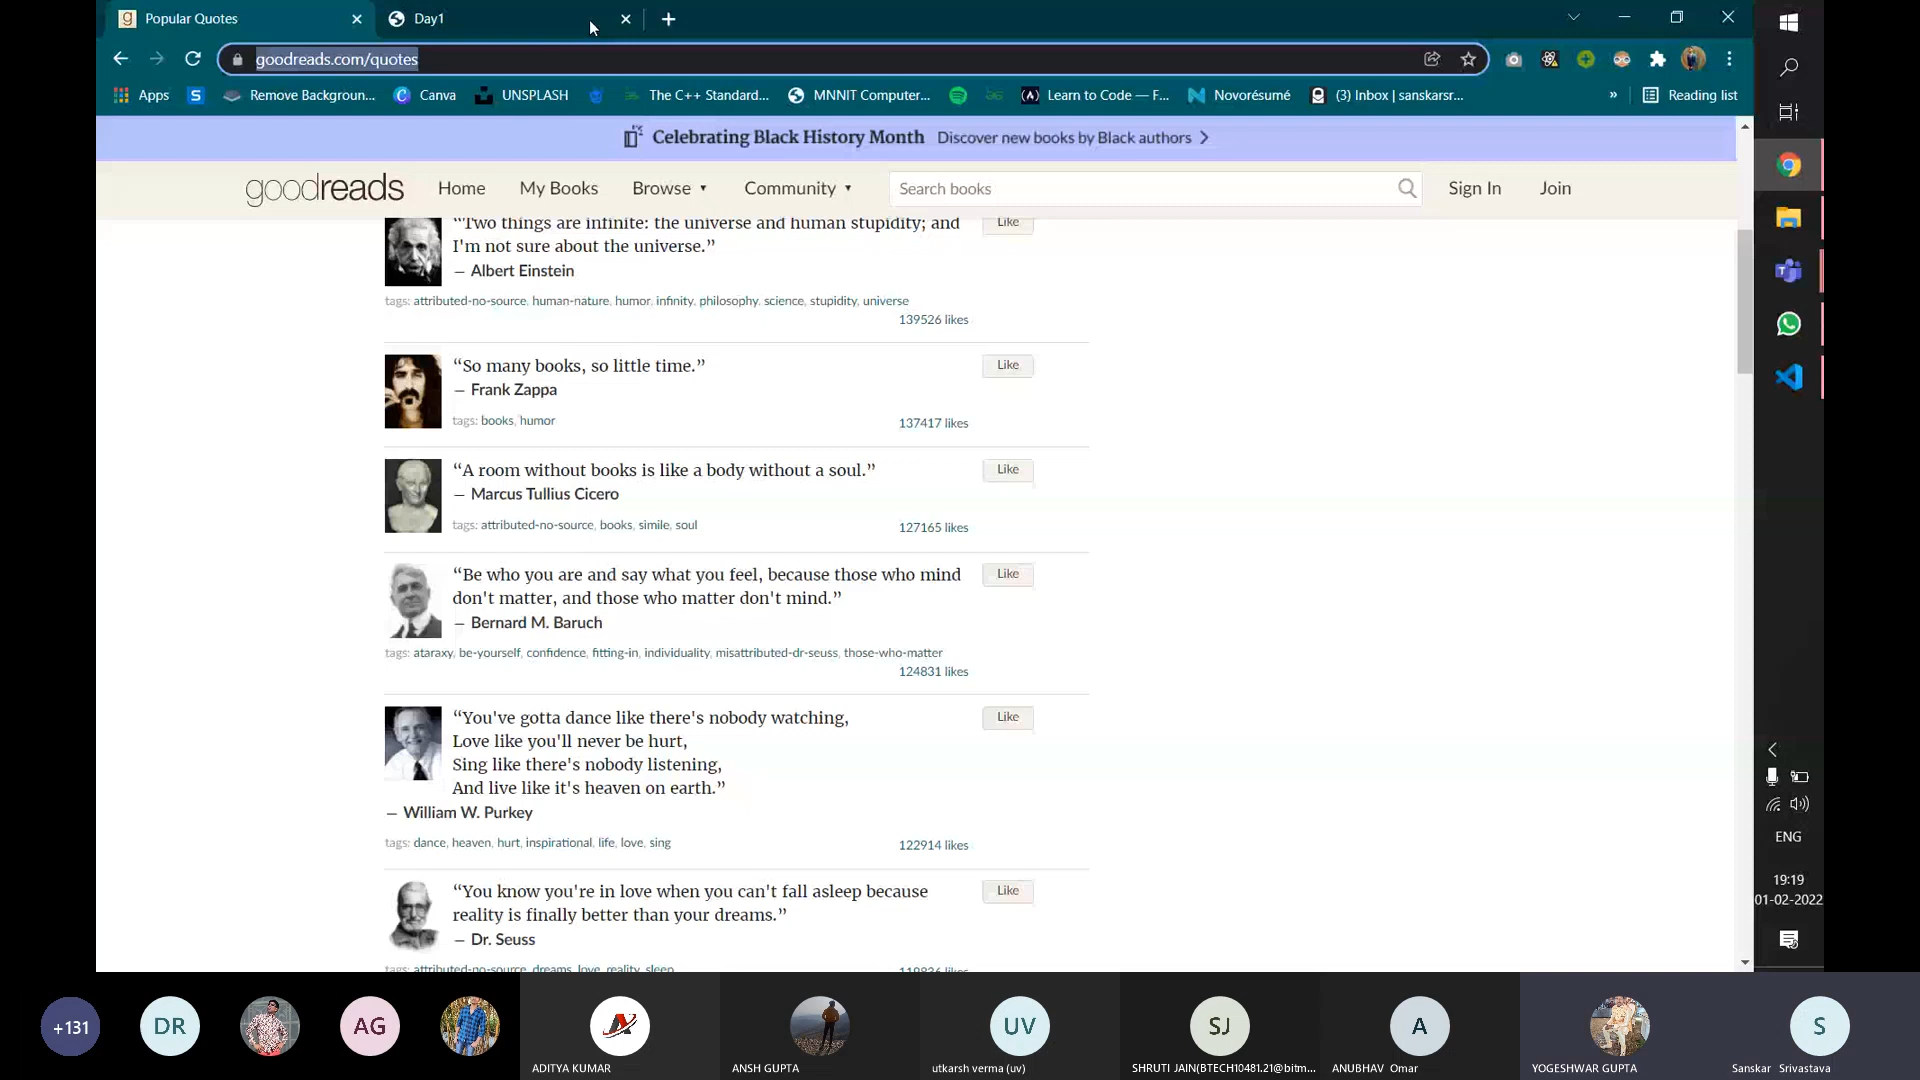 Popular Quotes
Day1
goodreads.com/quotes
Apps
Remove Backgroun...
Canva
UNSPLASH
The C++ Standard...
MNNIT Computer...
Learn to Code — F...
Novorésumé
(3) Inbox | sanskarsr...
»
Reading list
Celebrating Black History Month Discover new books by Black authors
goodreads
Home
My Books
Browse
Community
Search books
Sign In
Join
“Two things are infinite: the universe and human stupidity; and
I'm not sure about the universe.”
― Albert Einstein
tags: attributed-no-source, human-nature, humor, infinity, philosophy, science, stupidity, universe
139526 likes
Like
“So many books, so little time.”
― Frank Zappa
tags: books, humor
137417 likes
Like
“A room without books is like a body without a soul.”
― Marcus Tullius Cicero
tags: attributed-no-source, books, simile, soul
127165 likes
Like
“Be who you are and say what you feel, because those who mind
don't matter, and those who matter don't mind.”
― Bernard M. Baruch
tags: ataraxy, be-yourself, confidence, fitting-in, individuality, misattributed-dr-seuss, those-who-matter
124831 likes
Like
“You've gotta dance like there's nobody watching,
Love like you'll never be hurt,
Sing like there's nobody listening,
And live like it's heaven on earth.”
― William W. Purkey
tags: dance, heaven, hurt, inspirational, life, love, sing
122914 likes
Like
“You know you're in love when you can't fall asleep because
reality is finally better than your dreams.”
― Dr. Seuss
tags: attributed-no-source, dreams, love, reality, sleep
119836 likes
Like
ENG
19:19
01-02-2022
+131
DR
AG
ADITYA KUMAR
ANSH GUPTA
UV
utkarsh verma (uv)
SJ
SHRUTI JAIN(BTECH10481.21@bitm...
A
ANUBHAV Omar
YOGESHWAR GUPTA
S
Sanskar Srivastava